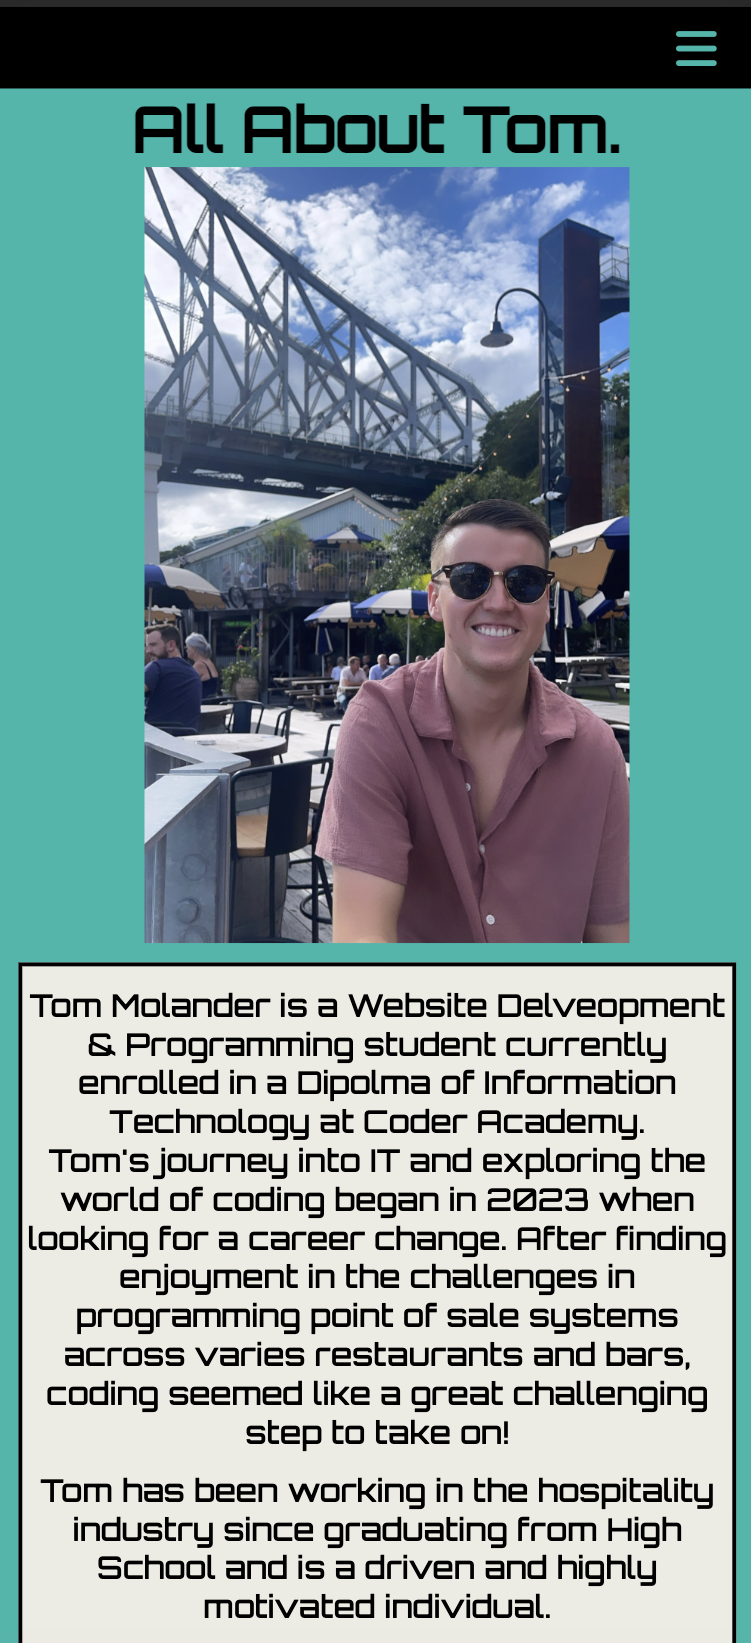 All About Tom.
Tom Molander is a Website Delveopment
& Programming student currently
enrolled in a Dipolma of Information
Technology at Coder Academy.
Tom's journey into IT and exploring the
world of coding began in 2023 when
looking for a career change. After finding
enjoyment in the challenges in
programming point of sale systems
across varies restaurants and bars,
coding seemed like a great challenging
step to take on!
Tom has been working in the hospitality
industry since graduating from High
School and is a driven and highly
motivated individual.